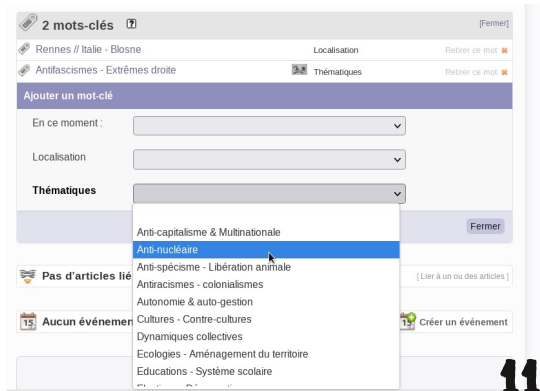 2 mots-clés ? [Fermer]
Rennes // Italie - Blosne Localisation Retirer ce mot
Antifascismes - Extrêmes droite Thématiques Retirer ce mot
Ajouter un mot-clé
En ce moment :
Localisation
Thématiques
Fermer
Anti-capitalisme & Multinationale
Anti-nucléaire
Anti-spécisme - Libération animale
Antiracismes - colonialismes
Autonomie & auto-gestion
Cultures - Contre-cultures
Dynamiques collectives
Ecologies - Aménagement du territoire
Educations - Système scolaire
Pas d'articles lié [Lier à un ou des articles]
15 Aucun événemen 15 Créer un événement
11